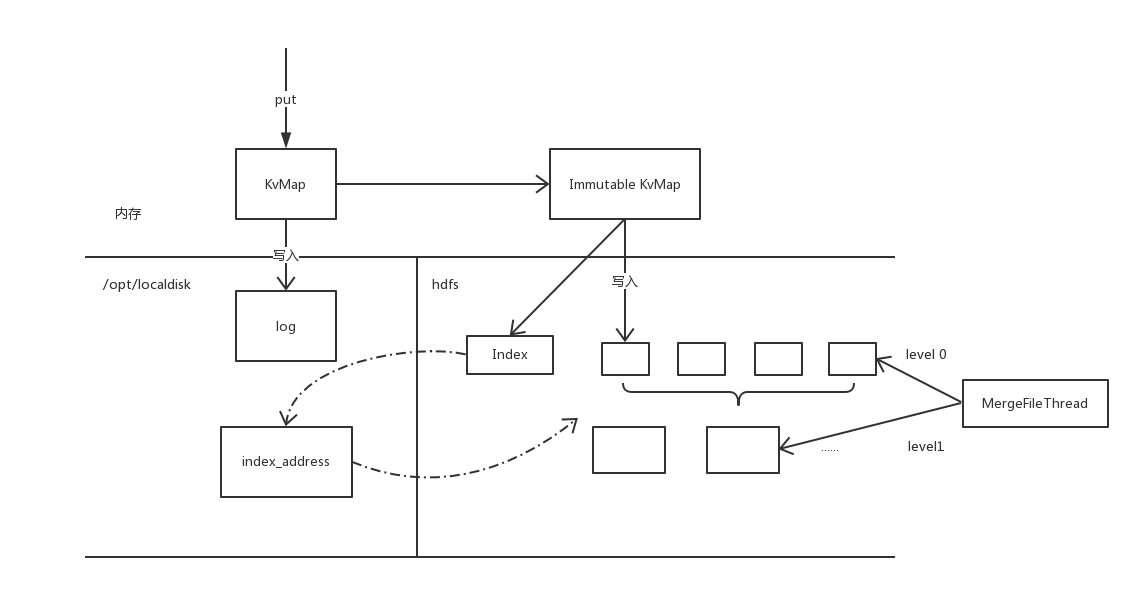 put
KvMap
Immutable KvMap
内存
写入
/opt/localdisk
hdfs
写入
log
Index
level 0
MergeFileThread
index_address
......
level1